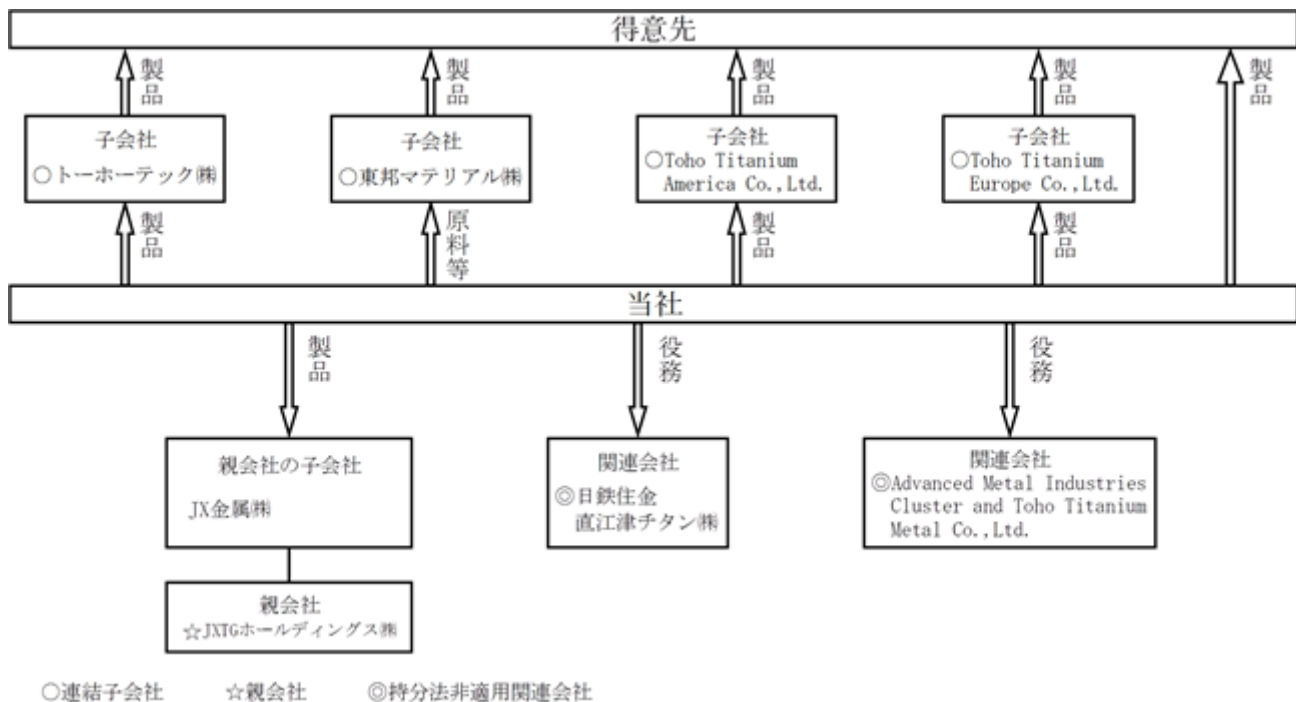 得意先
製品
製品
製品
製品
製品
子会社
○トーホーテック㈱
子会社
○東邦マテリアル㈱
子会社
○Toho Titanium
America Co.,Ltd.
子会社
○Toho Titanium
Europe Co.,Ltd.
製品
原料等
製品
製品
当社
製品
役務
役務
親会社の子会社
JX金属㈱
関連会社
◎日鉄住金
直江津チタン㈱
関連会社
◎Advanced Metal Industries
Cluster and Toho Titanium
Metal Co.,Ltd.
親会社
☆JXTGホールディングス㈱
○連結子会社 ☆親会社 ◎持分法非適用関連会社